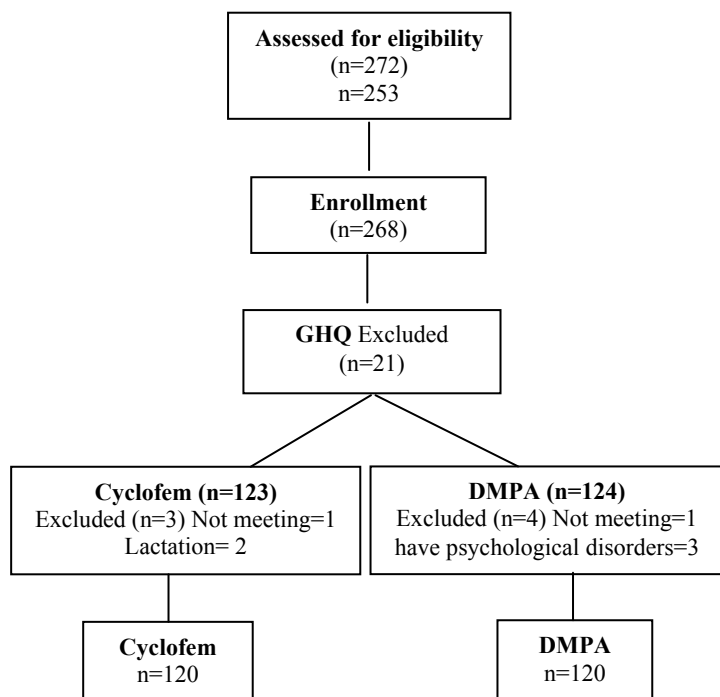 Assessed for eligibility
(n=272)
n=253
Enrollment
(n=268)
GHQ Excluded
(n=21)
Cyclofem (n=123)
Excluded (n=3) Not meeting=1
Lactation= 2
DMPA (n=124)
Excluded (n=4) Not meeting=1
have psychological disorders=3
Cyclofem
n=120
DMPA
n=120